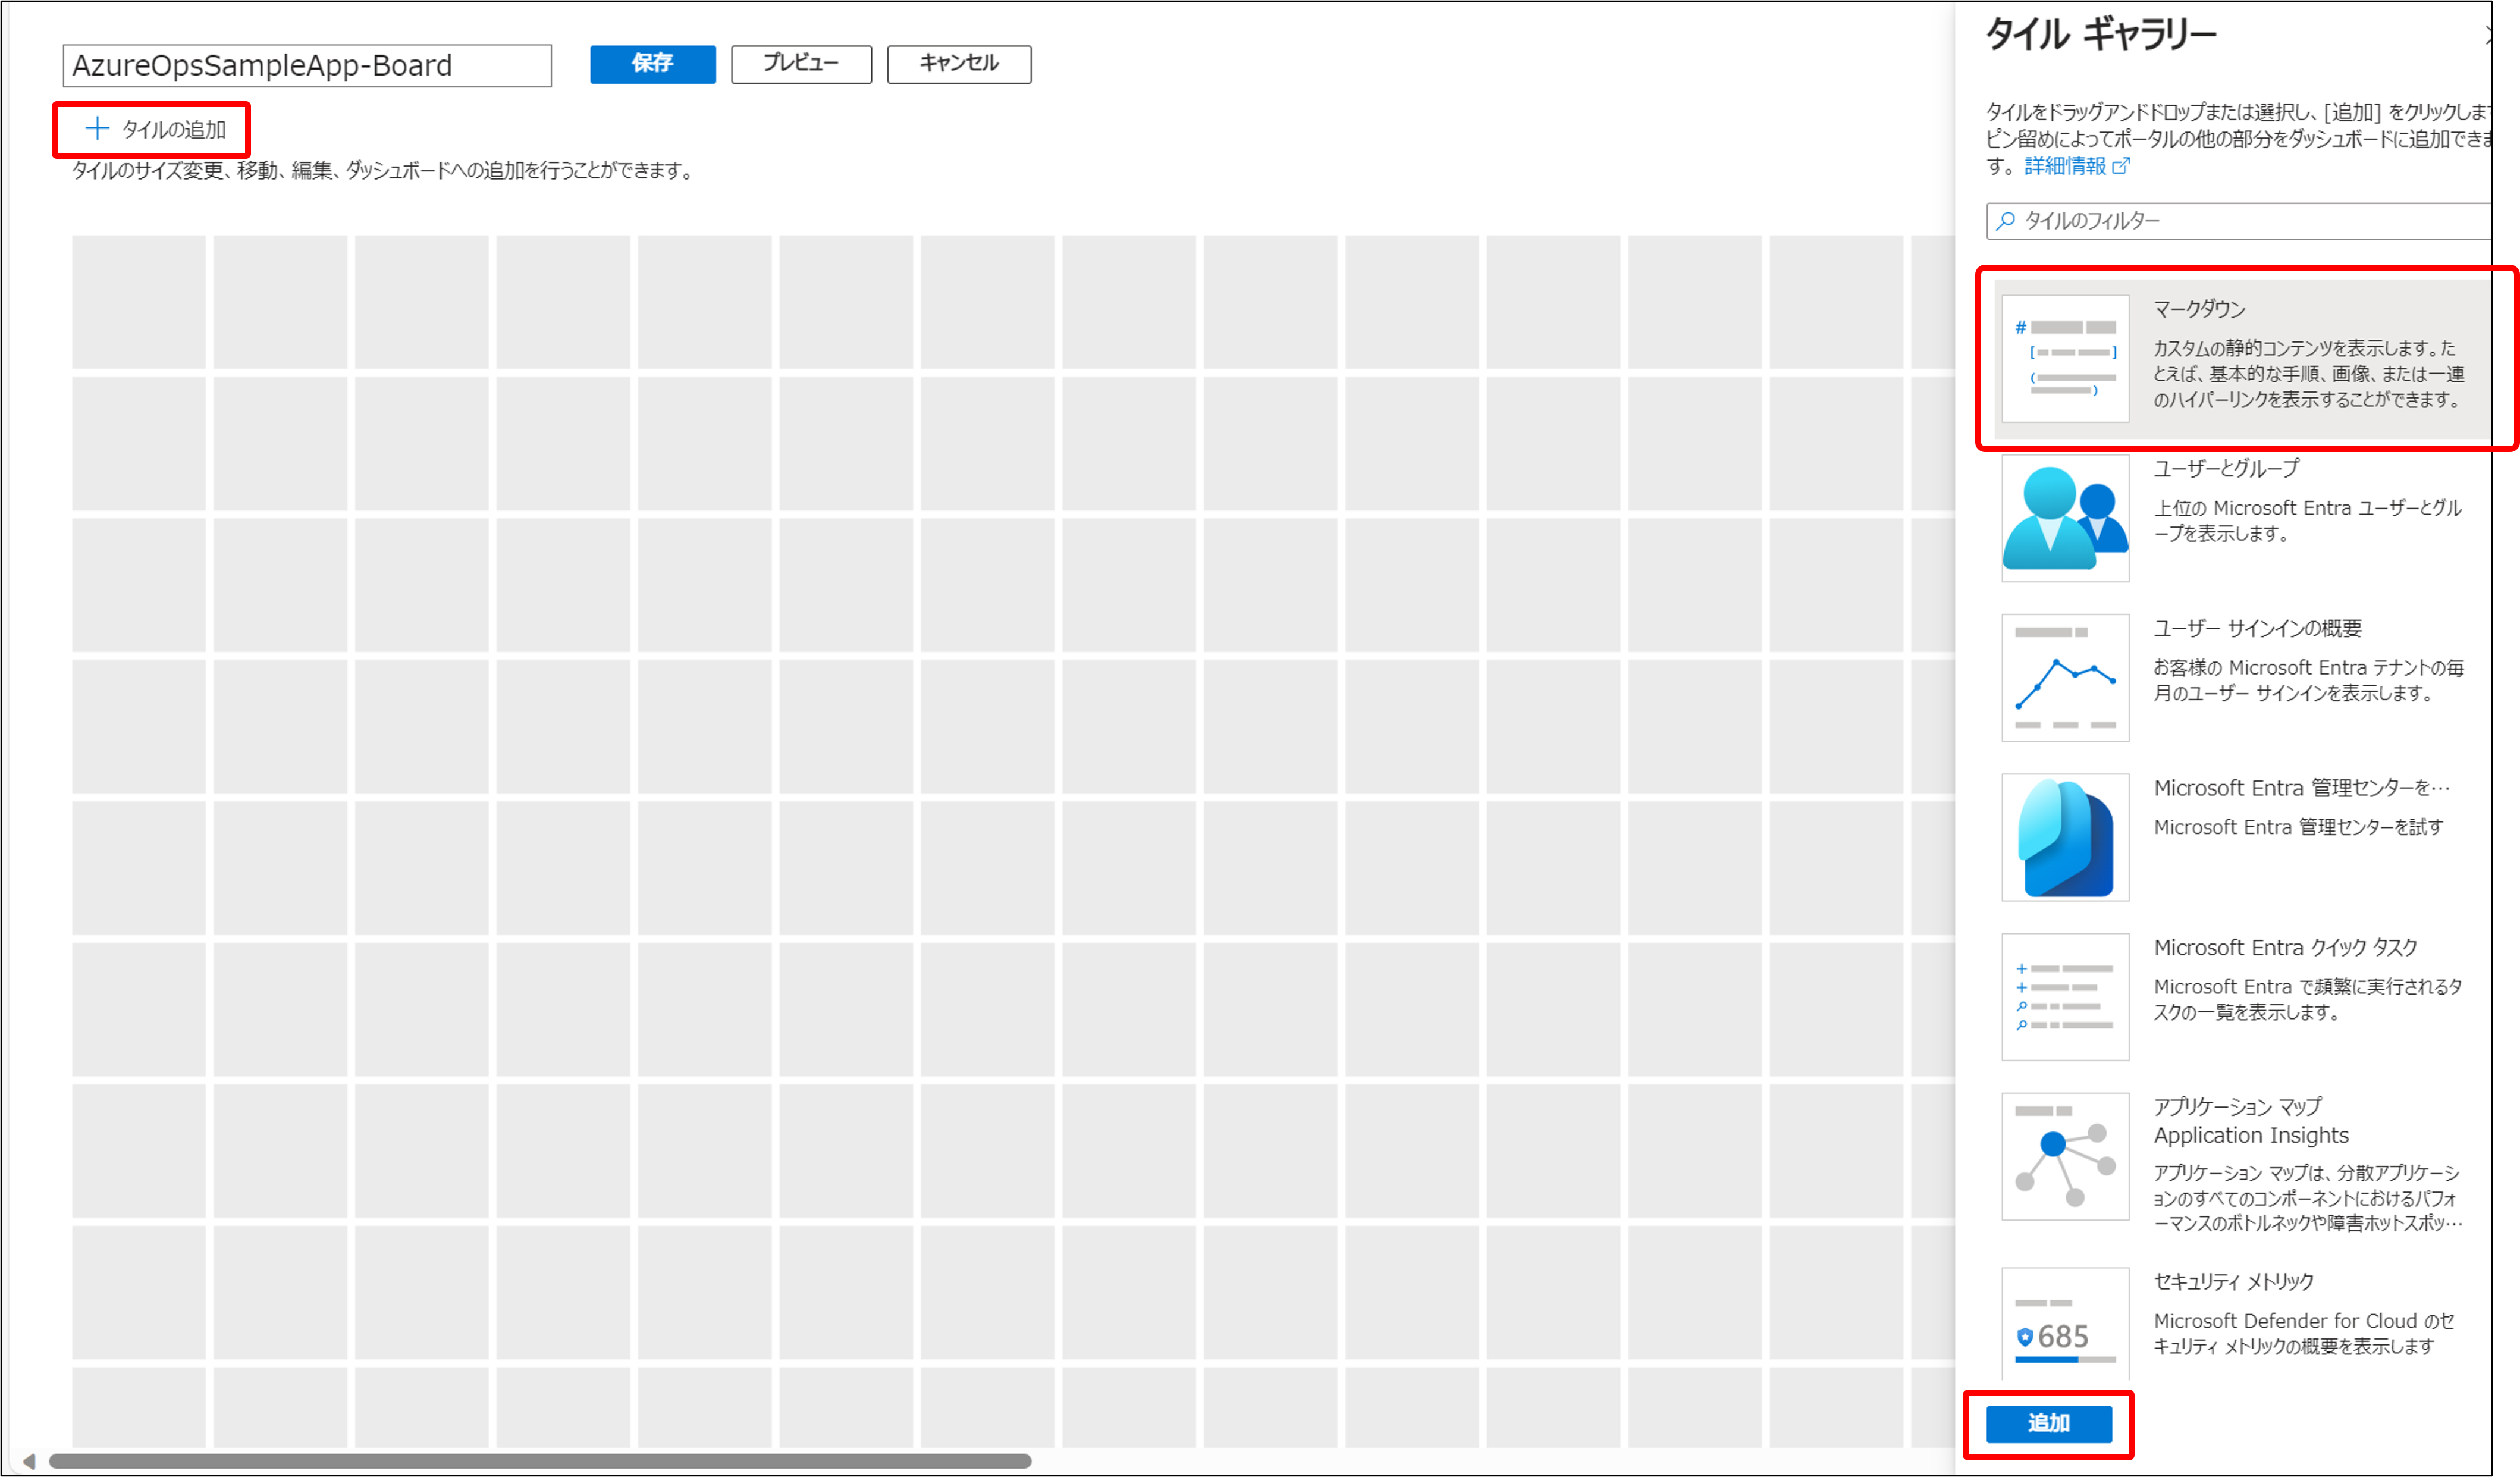 AzureOpsSampleApp-Board
保存
プレビュー
キャンセル
タイルの追加
タイルのサイズ変更、移動、編集、ダッシュボードへの追加を行うことができます。
タイル ギャラリー
タイルをドラッグアンドドロップまたは選択し、[追加] をクリックしま
ピン留めによってポータルの他の部分をダッシュボードに追加できま
す。詳細情報
タイルのフィルター
マークダウン
カスタムの静的コンテンツを表示します。た
とえば、基本的な手順、画像、または一連
のハイパーリンクを表示することができます。
ユーザーとグループ
上位の Microsoft Entra ユーザーとグル
ープを表示します。
ユーザー サインインの概要
お客様の Microsoft Entra テナントの毎
月のユーザー サインインを表示します。
Microsoft Entra 管理センターを…
Microsoft Entra 管理センターを試す
Microsoft Entra クイック タスク
Microsoft Entra で頻繁に実行されるタ
スクの一覧を表示します。
アプリケーション マップ
Application Insights
アプリケーション マップは、分散アプリケーシ
ョンのすべてのコンポーネントにおけるパフォ
ーマンスのボトルネックや障害ホットスポッ…
セキュリティ メトリック
Microsoft Defender for Cloud のセ
キュリティ メトリックの概要を表示します
685
追加